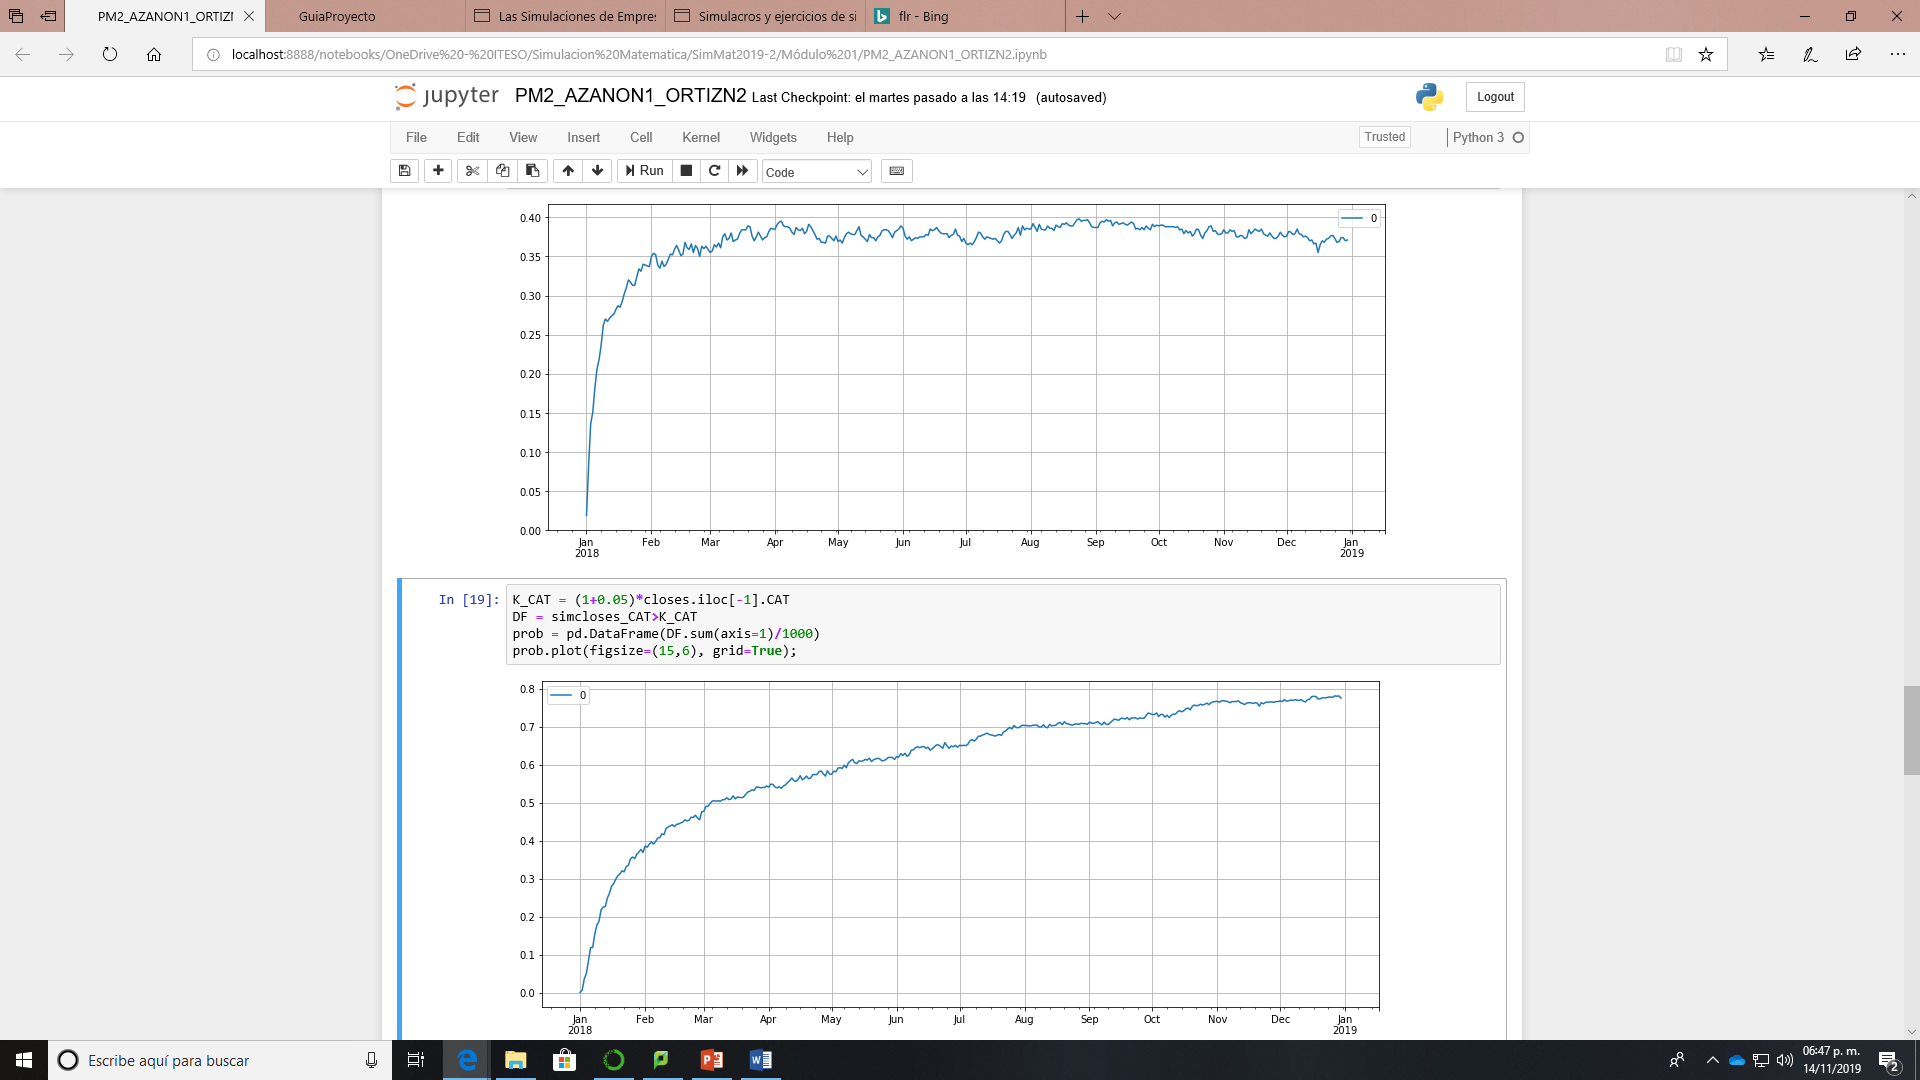 PM2_AZANON1_ORTIZI
GuiaProyecto
Las Simulaciones de Empres
Simulacros y ejercicios de si
flr - Bing
localhost:8888/notebooks/OneDrive%20-%20ITESO/Simulacion%20Matematica/SimMat2019-2/Módulo%201/PM2_AZANON1_ORTIZN2.ipynb
jupyter PM2_AZANON1_ORTIZN2 Last Checkpoint: el martes pasado a las 14:19 (autosaved)
Logout
File Edit View Insert Cell Kernel Widgets Help
Trusted
Python 3
Run
Code
0
0.40
0.35
0.30
0.25
0.20
0.15
0.10
0.05
0.00
Jan Feb Mar Apr May Jun Jul Aug Sep Oct Nov Dec Jan
2018 2019
In [19]:
K_CAT = (1+0.05)*closes.iloc[-1].CAT
DF = simcloses_CAT>K_CAT
prob = pd.DataFrame(DF.sum(axis=1)/1000)
prob.plot(figsize=(15,6), grid=True);
0
0.8
0.7
0.6
0.5
0.4
0.3
0.2
0.1
0.0
Jan Feb Mar Apr May Jun Jul Aug Sep Oct Nov Dec Jan
2018 2019
Escribe aquí para buscar
06:47 p. m.
14/11/2019
2